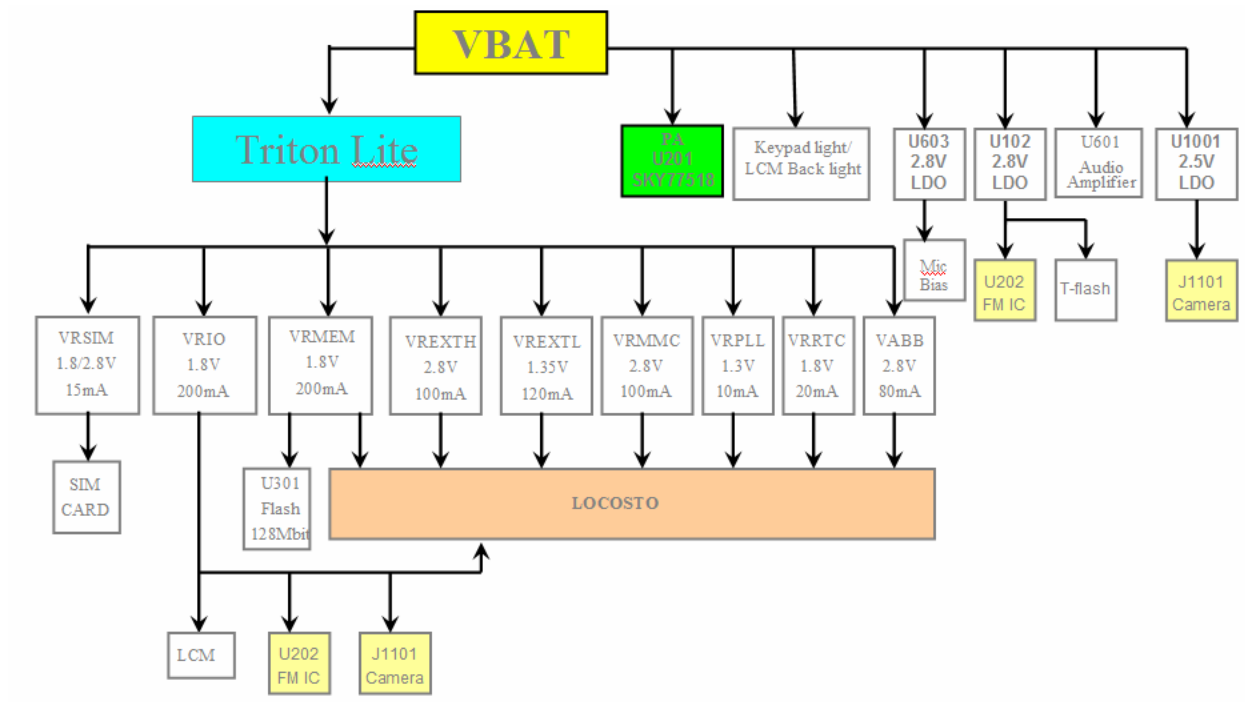 VBAT
Triton Lite
PA
U201
SKY77518
Keypad light/
LCM Back light
U603
2.8V
LDO
U102
2.8V
LDO
U601
Audio
Amplifier
U1001
2.5V
LDO
Mic
Bias
U202
FM IC
T-flash
J1101
Camera
VRSIM
1.8/2.8V
15mA
VRIO
1.8V
200mA
VRMEM
1.8V
200mA
VREXTH
2.8V
100mA
VREXTL
1.35V
120mA
VRMMC
2.8V
100mA
VRPLL
1.3V
10mA
VRRTC
1.8V
20mA
VABB
2.8V
80mA
SIM
CARD
U301
Flash
128Mbit
LOCOSTO
LCM
U202
FM IC
J1101
Camera